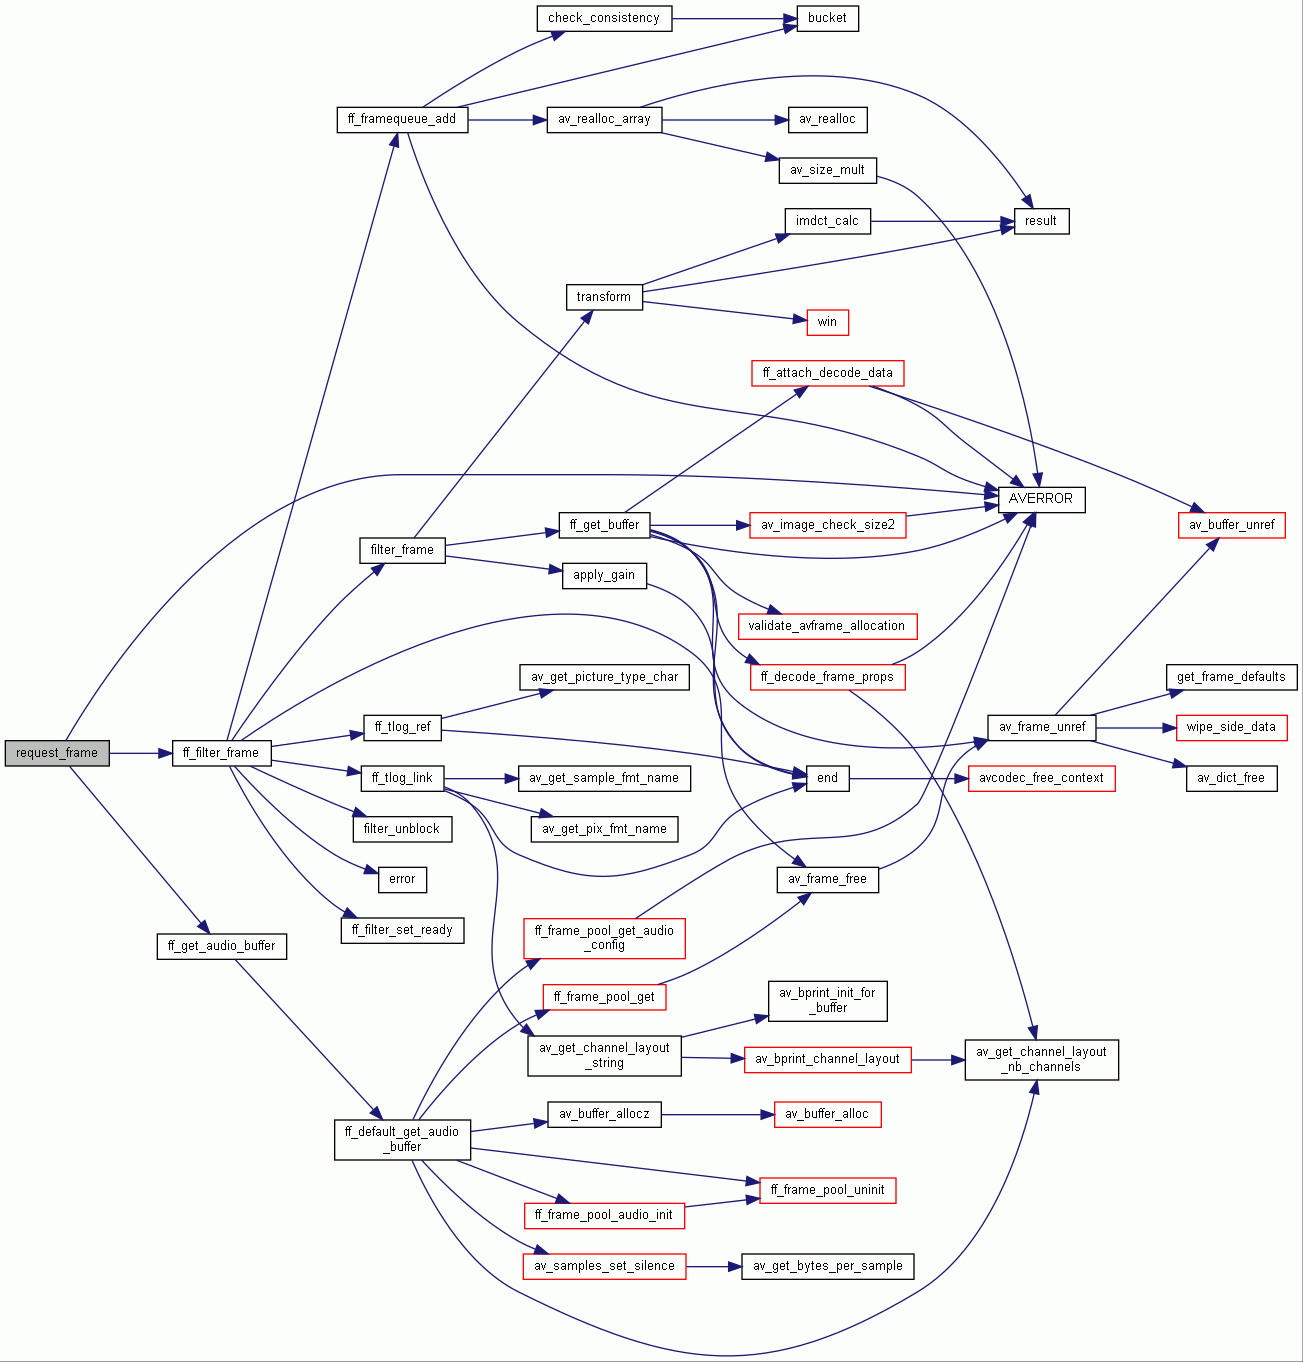 check_consistency
bucket
ff_framequeue_add
av_realloc_array
av_realloc
av_size_mult
imdct_calc
result
transform
win
ff_attach_decode_data
AVERROR
ff_get_buffer
av_image_check_size2
av_buffer_unref
filter_frame
apply_gain
validate_avframe_allocation
av_get_picture_type_char
ff_decode_frame_props
get_frame_defaults
ff_tlog_ref
av_frame_unref
wipe_side_data
request_frame
ff_filter_frame
ff_tlog_link
av_get_sample_fmt_name
end
avcodec_free_context
av_dict_free
filter_unblock
av_get_pix_fmt_name
error
av_frame_free
ff_filter_set_ready
ff_get_audio_buffer
ff_frame_pool_get_audio
_config
ff_frame_pool_get
av_bprint_init_for
_buffer
av_get_channel_layout
_string
av_bprint_channel_layout
av_get_channel_layout
_nb_channels
av_buffer_allocz
av_buffer_alloc
ff_default_get_audio
_buffer
ff_frame_pool_uninit
ff_frame_pool_audio_init
av_samples_set_silence
av_get_bytes_per_sample